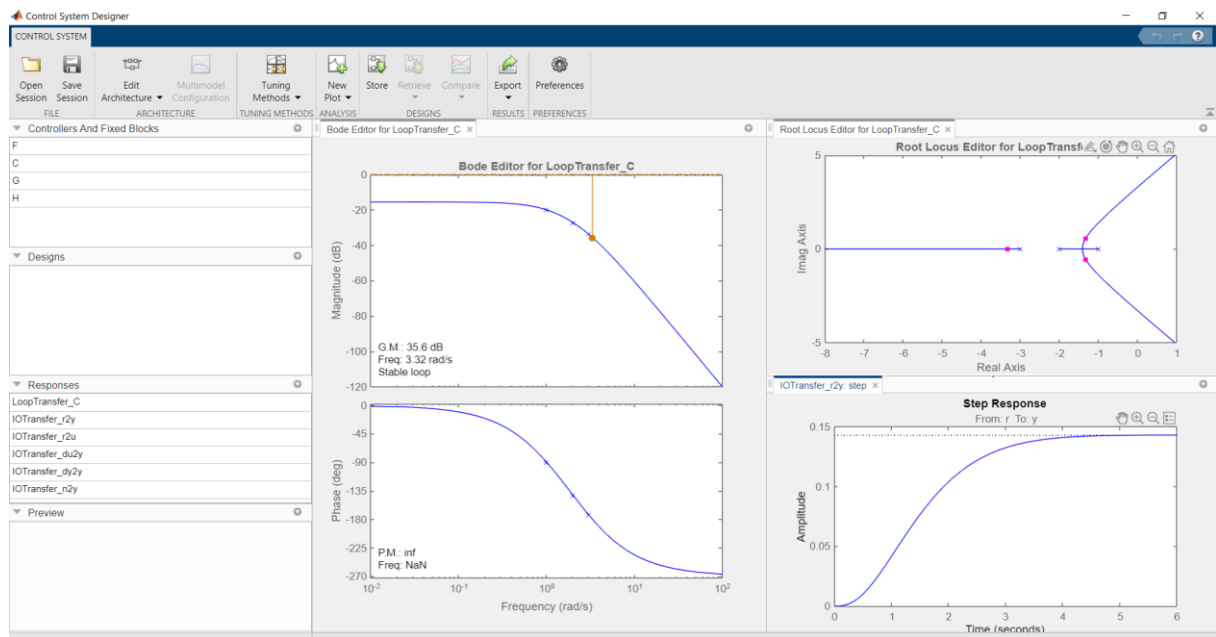 Control System Designer
CONTROL SYSTEM
Open Session
Save Session
Edit Architecture
Multimodel Configuration
Tuning Methods
New Plot
Store
Retrieve
Compare
Export
Preferences
FILE
ARCHITECTURE
TUNING METHODS
ANALYSIS
DESIGNS
RESULTS
PREFERENCES
Controllers And Fixed Blocks
F
C
G
H
Designs
Responses
LoopTransfer_C
IOTransfer_r2y
IOTransfer_r2u
IOTransfer_du2y
IOTransfer_dy2y
IOTransfer_n2y
Preview
Bode Editor for LoopTransfer_C
Bode Editor for LoopTransfer_C
Magnitude (dB)
0
-20
-40
-60
-80
-100
-120
G.M.: 35.6 dB
Freq: 3.32 rad/s
Stable loop
Phase (deg)
0
-45
-90
-135
-180
-225
-270
P.M.: inf
Freq: NaN
10^-2
10^-1
10^0
10^1
10^2
Frequency (rad/s)
Root Locus Editor for LoopTransfer_C
Root Locus Editor for LoopTransf
Imag Axis
5
0
-5
-8
-7
-6
-5
-4
-3
-2
-1
0
1
Real Axis
IOTransfer_r2y: step
Step Response
From: r To: y
Amplitude
0.15
0.1
0.05
0
0
1
2
3
4
5
6
Time (seconds)